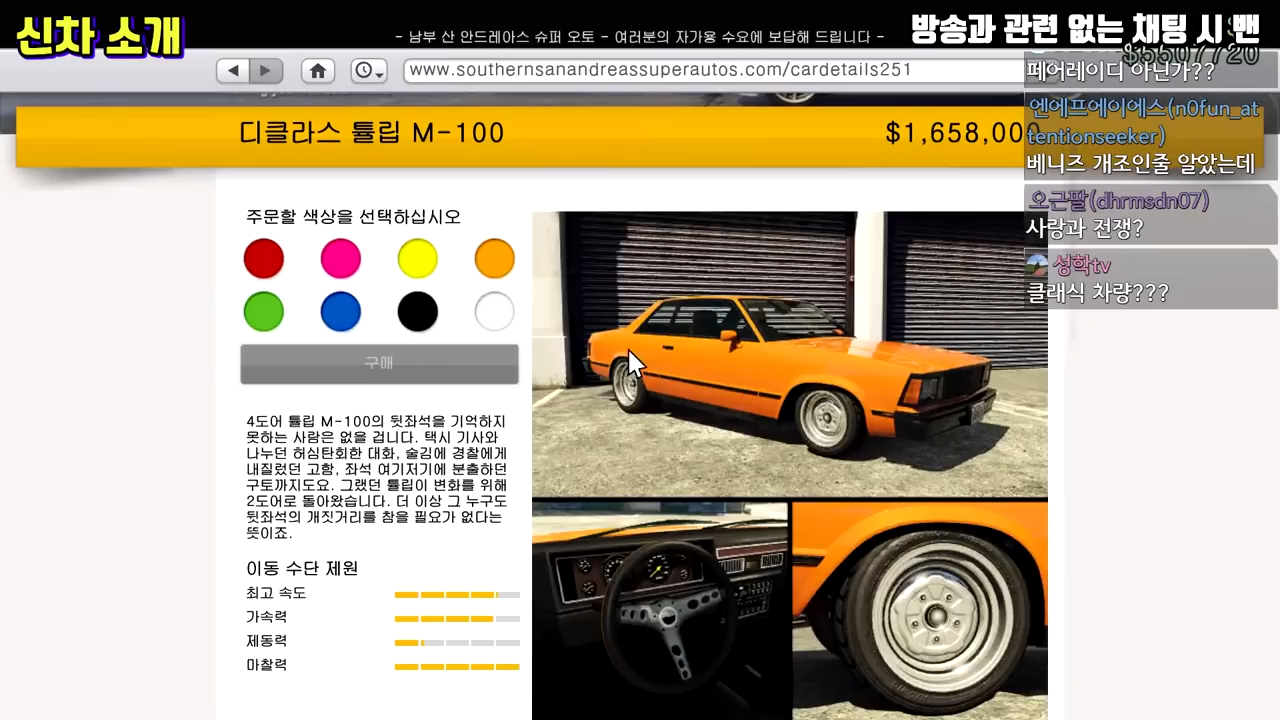 신차 소개
- 남부 산 안드레아스 슈퍼 오토 - 여러분의 자가용 수요에 보답해 드립니다 -
방송과 관련 없는 채팅 시 밴
www.southernsanandreassuperautos.com/cardetails251
페어레이디 아닌가??
디클라스 튤립 M-100
$1,658,000
엔에프에이에스(n0fun_at
tentionseeker)
베니즈 개조인줄 알았는데
오근팔(dhrmsdn07)
사랑과 전쟁?
성학tv
클래식 차량???
주문할 색상을 선택하십시오
구매
4도어 튤립 M-100의 뒷좌석을 기억하지
못하는 사람은 없을 겁니다. 택시 기사와
나누던 허심탄회한 대화, 술김에 경찰에게
내질렀던 고함, 좌석 여기저기에 분출하던
구토까지도요. 그랬던 튤립이 변화를 위해
2도어로 돌아왔습니다. 더 이상 그 누구도
뒷좌석의 개짓거리를 참을 필요가 없다는
뜻이죠.
이동 수단 제원
최고 속도
가속력
제동력
마찰력